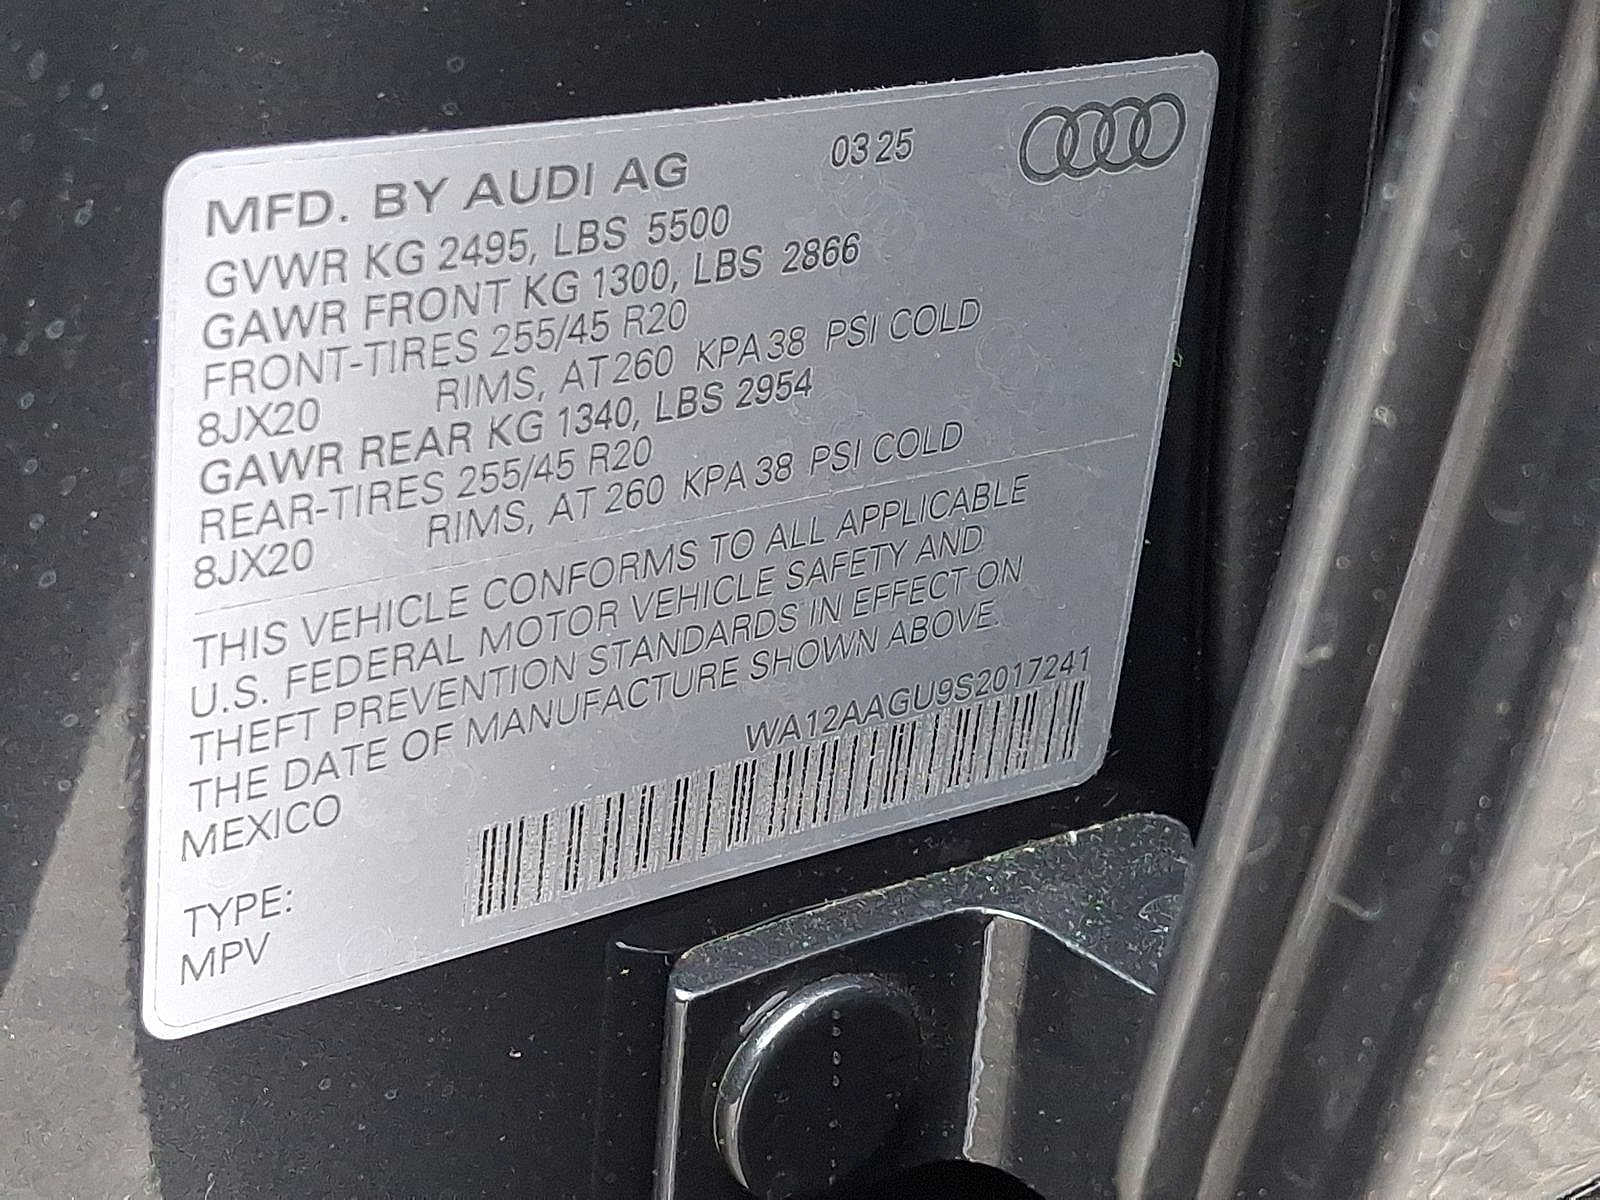 MFD. BY AUDI AG 03 25
GVWR KG 2495, LBS 5500
GAWR FRONT KG 1300, LBS 2866
FRONT-TIRES 255/45 R20
8JX20 RIMS, AT 260 KPA 38 PSI COLD
GAWR REAR KG 1340, LBS 2954
REAR-TIRES 255/45 R20
8JX20 RIMS, AT 260 KPA 38 PSI COLD
THIS VEHICLE CONFORMS TO ALL APPLICABLE
U.S. FEDERAL MOTOR VEHICLE SAFETY AND
THEFT PREVENTION STANDARDS IN EFFECT ON
THE DATE OF MANUFACTURE SHOWN ABOVE.
MEXICO WA12AAGU9S2017241
TYPE:
MPV